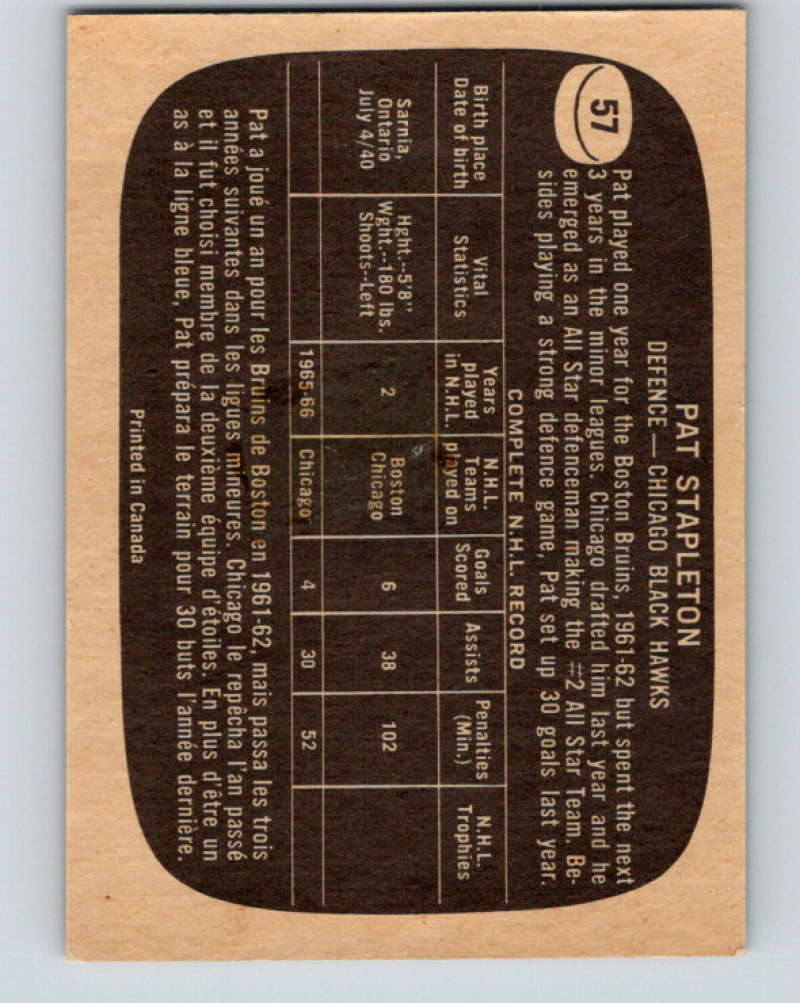 57
PAT STAPLETON
DEFENCE — CHICAGO BLACK HAWKS
Pat played one year for the Boston Bruins, 1961-62 but spent the next
3 years in the minor leagues. Chicago drafted him last year and he
emerged as an All Star defenceman making the #2 All Star Team. Be-
sides playing a strong defence game, Pat set up 30 goals last year.
COMPLETE N.H.L. RECORD
Birth place Date of birth | Vital Statistics | Years played in N.H.L. | N.H.L. Teams played on | Goals Scored | Assists | Penalties (Min.) | N.H.L. Trophies
Sarnia, Ontario July 4/40 | Hght.--5'8" Wght.--180 lbs. Shoots--Left | 2 | Boston Chicago | 6 | 38 | 102
1965-66 | Chicago | 4 | 30 | 52
Pat a joué un an pour les Bruins de Boston en 1961-62, mais passa les trois
années suivantes dans les ligues mineures. Chicago le repêcha l'an passé
et il fut choisi membre de la deuxième équipe d'étoiles. En plus d'être un
as à la ligne bleue, Pat prépara le terrain pour 30 buts l'année dernière.
Printed in Canada